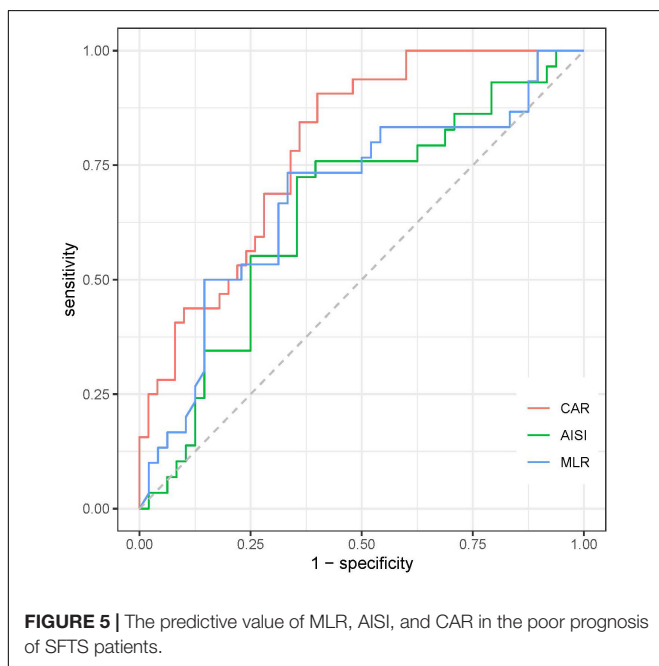 1.00
0.75
0.50
0.25
0.00
sensitivity
CAR
AISI
MLR
0.00 0.25 0.50 0.75 1.00
1 − specificity
FIGURE 5 | The predictive value of MLR, AISI, and CAR in the poor prognosis
of SFTS patients.